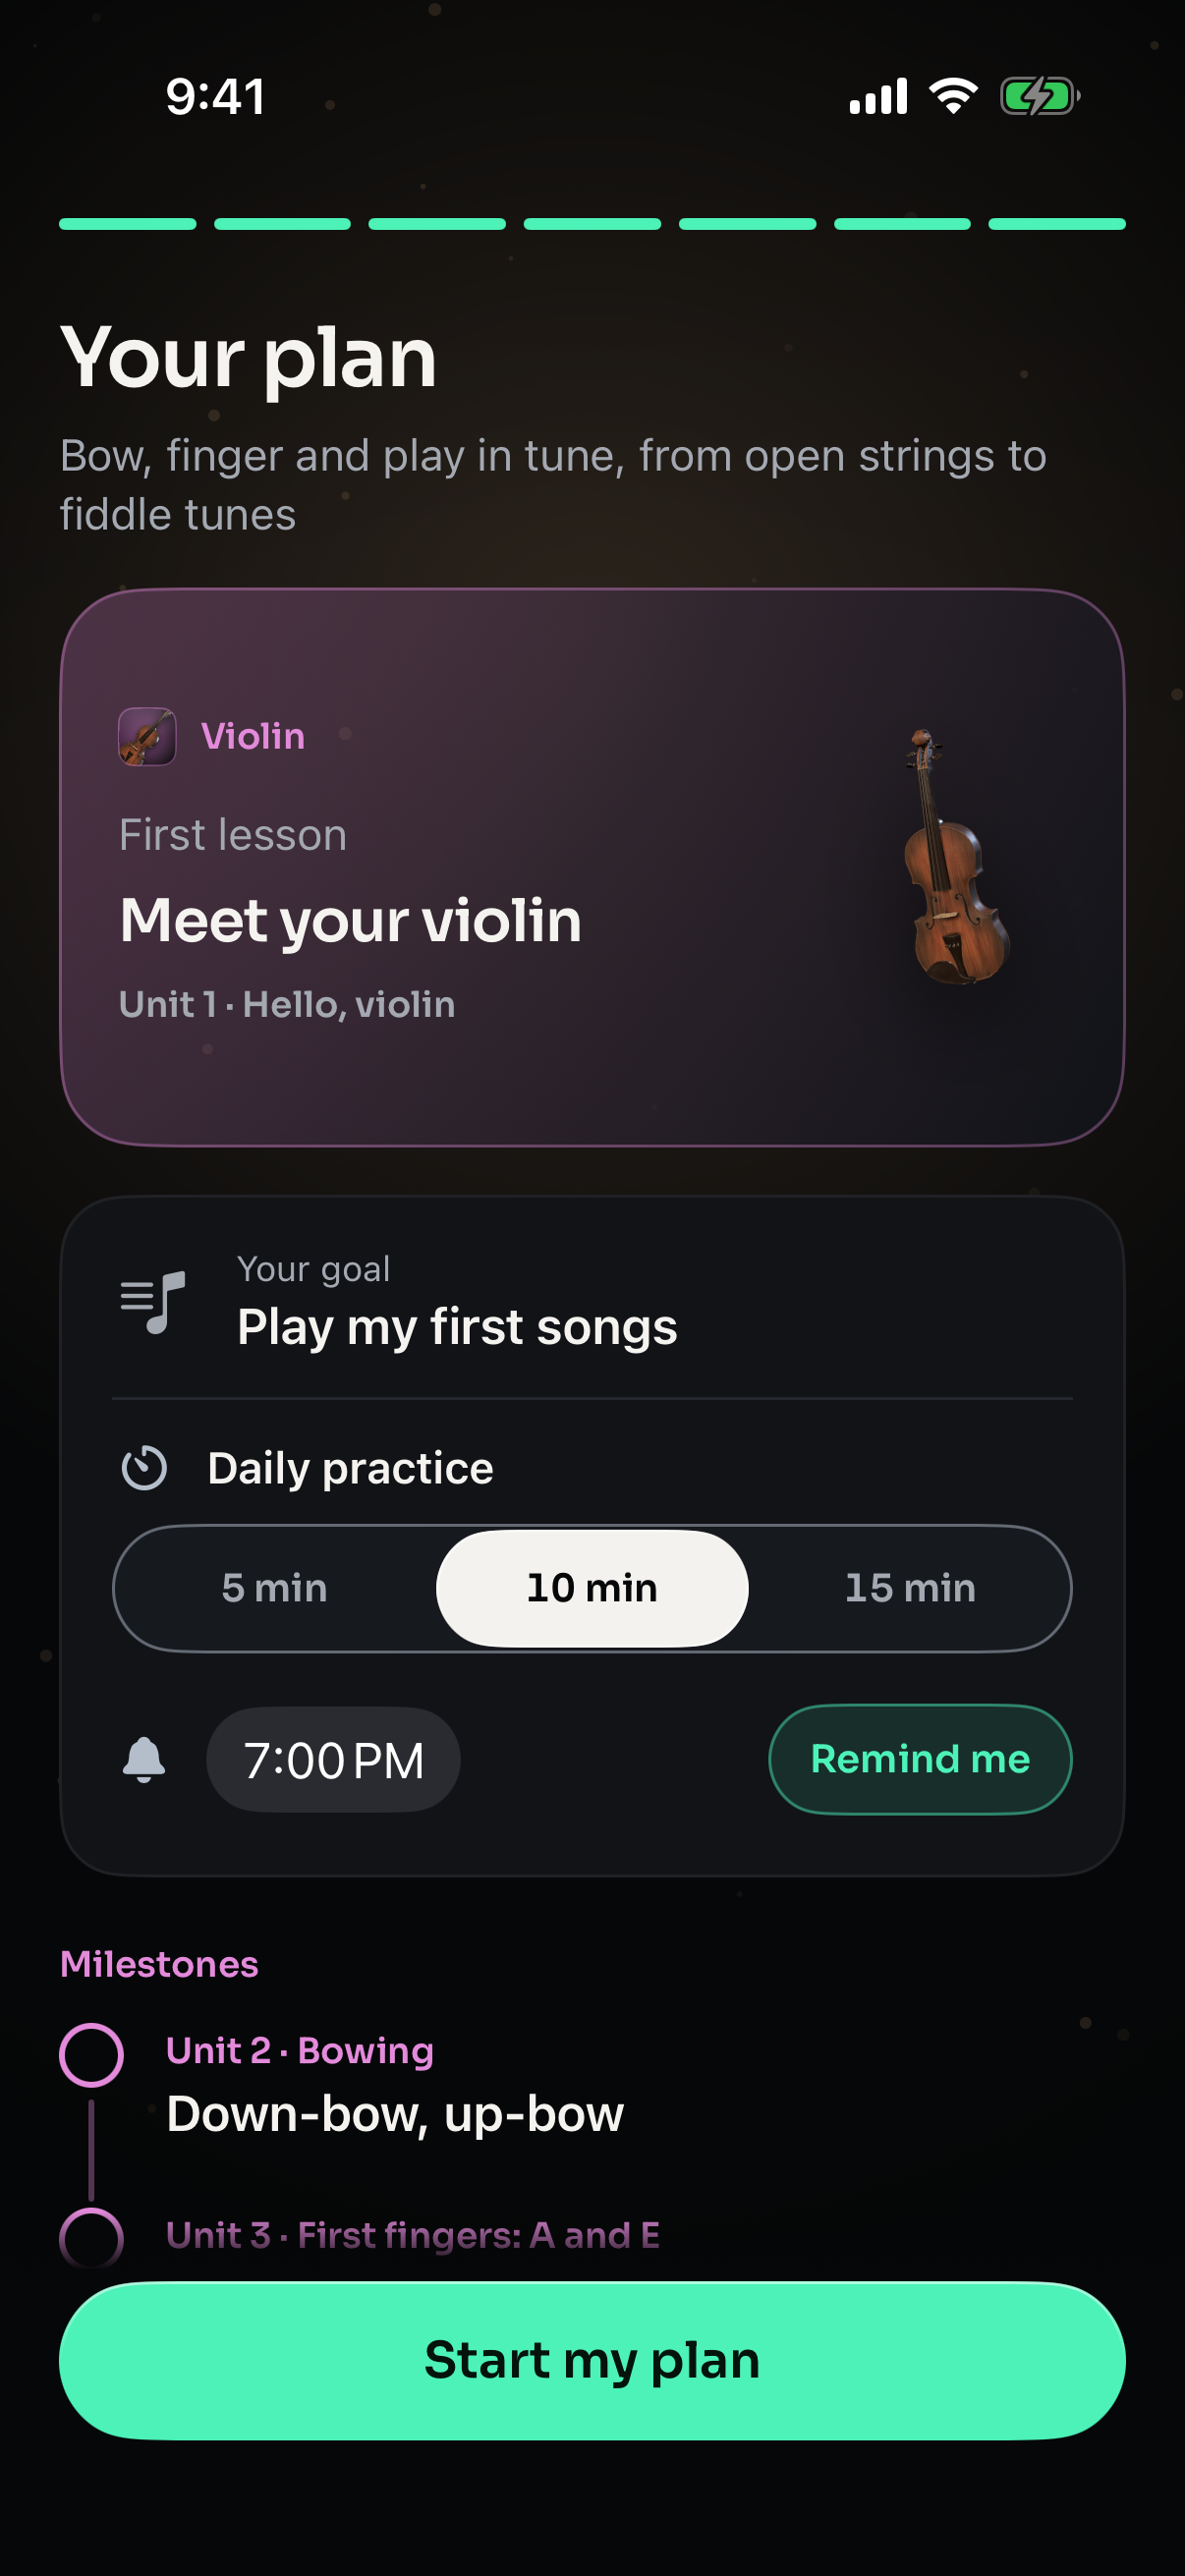 9:41
Your plan
Bow, finger and play in tune, from open strings to
fiddle tunes
Violin
First lesson
Meet your violin
Unit 1 · Hello, violin
Your goal
Play my first songs
Daily practice
5 min
10 min
15 min
7:00 PM
Remind me
Milestones
Unit 2 · Bowing
Down-bow, up-bow
Unit 3 · First fingers: A and E
Start my plan